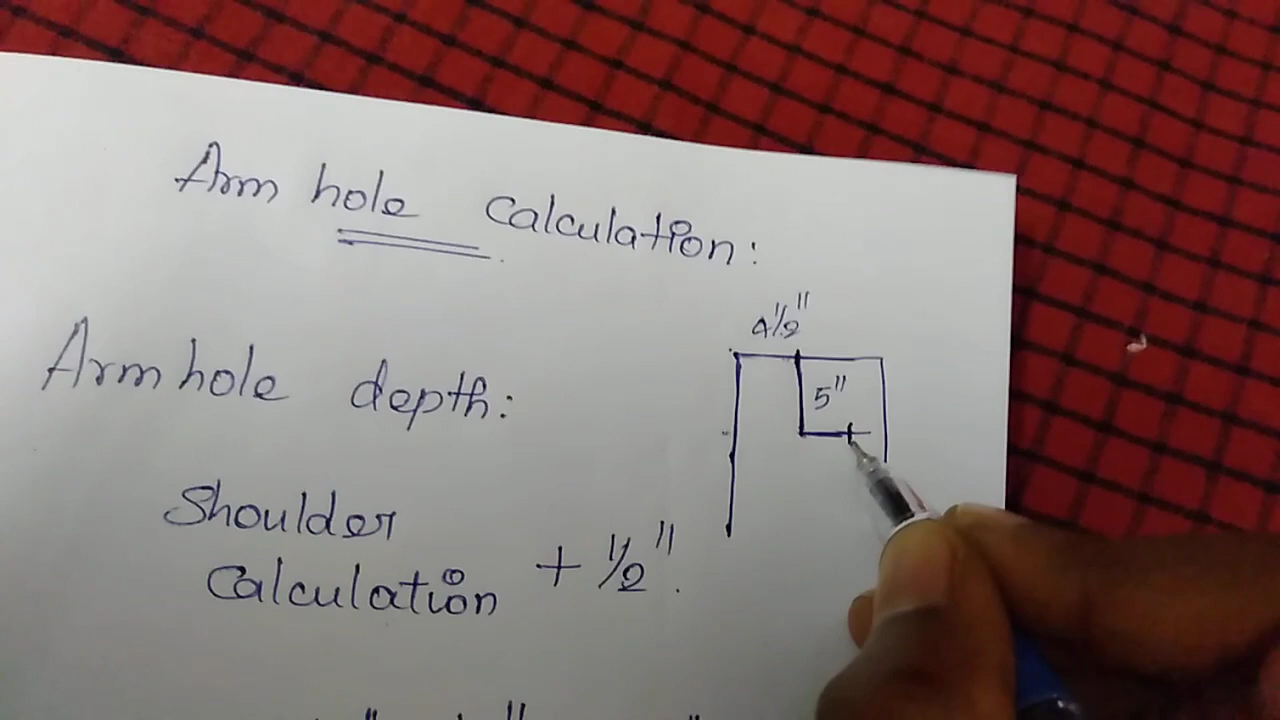 Arm hole calculation:
4½"
5"
Arm hole depth:
Shoulder
calculation + ½".